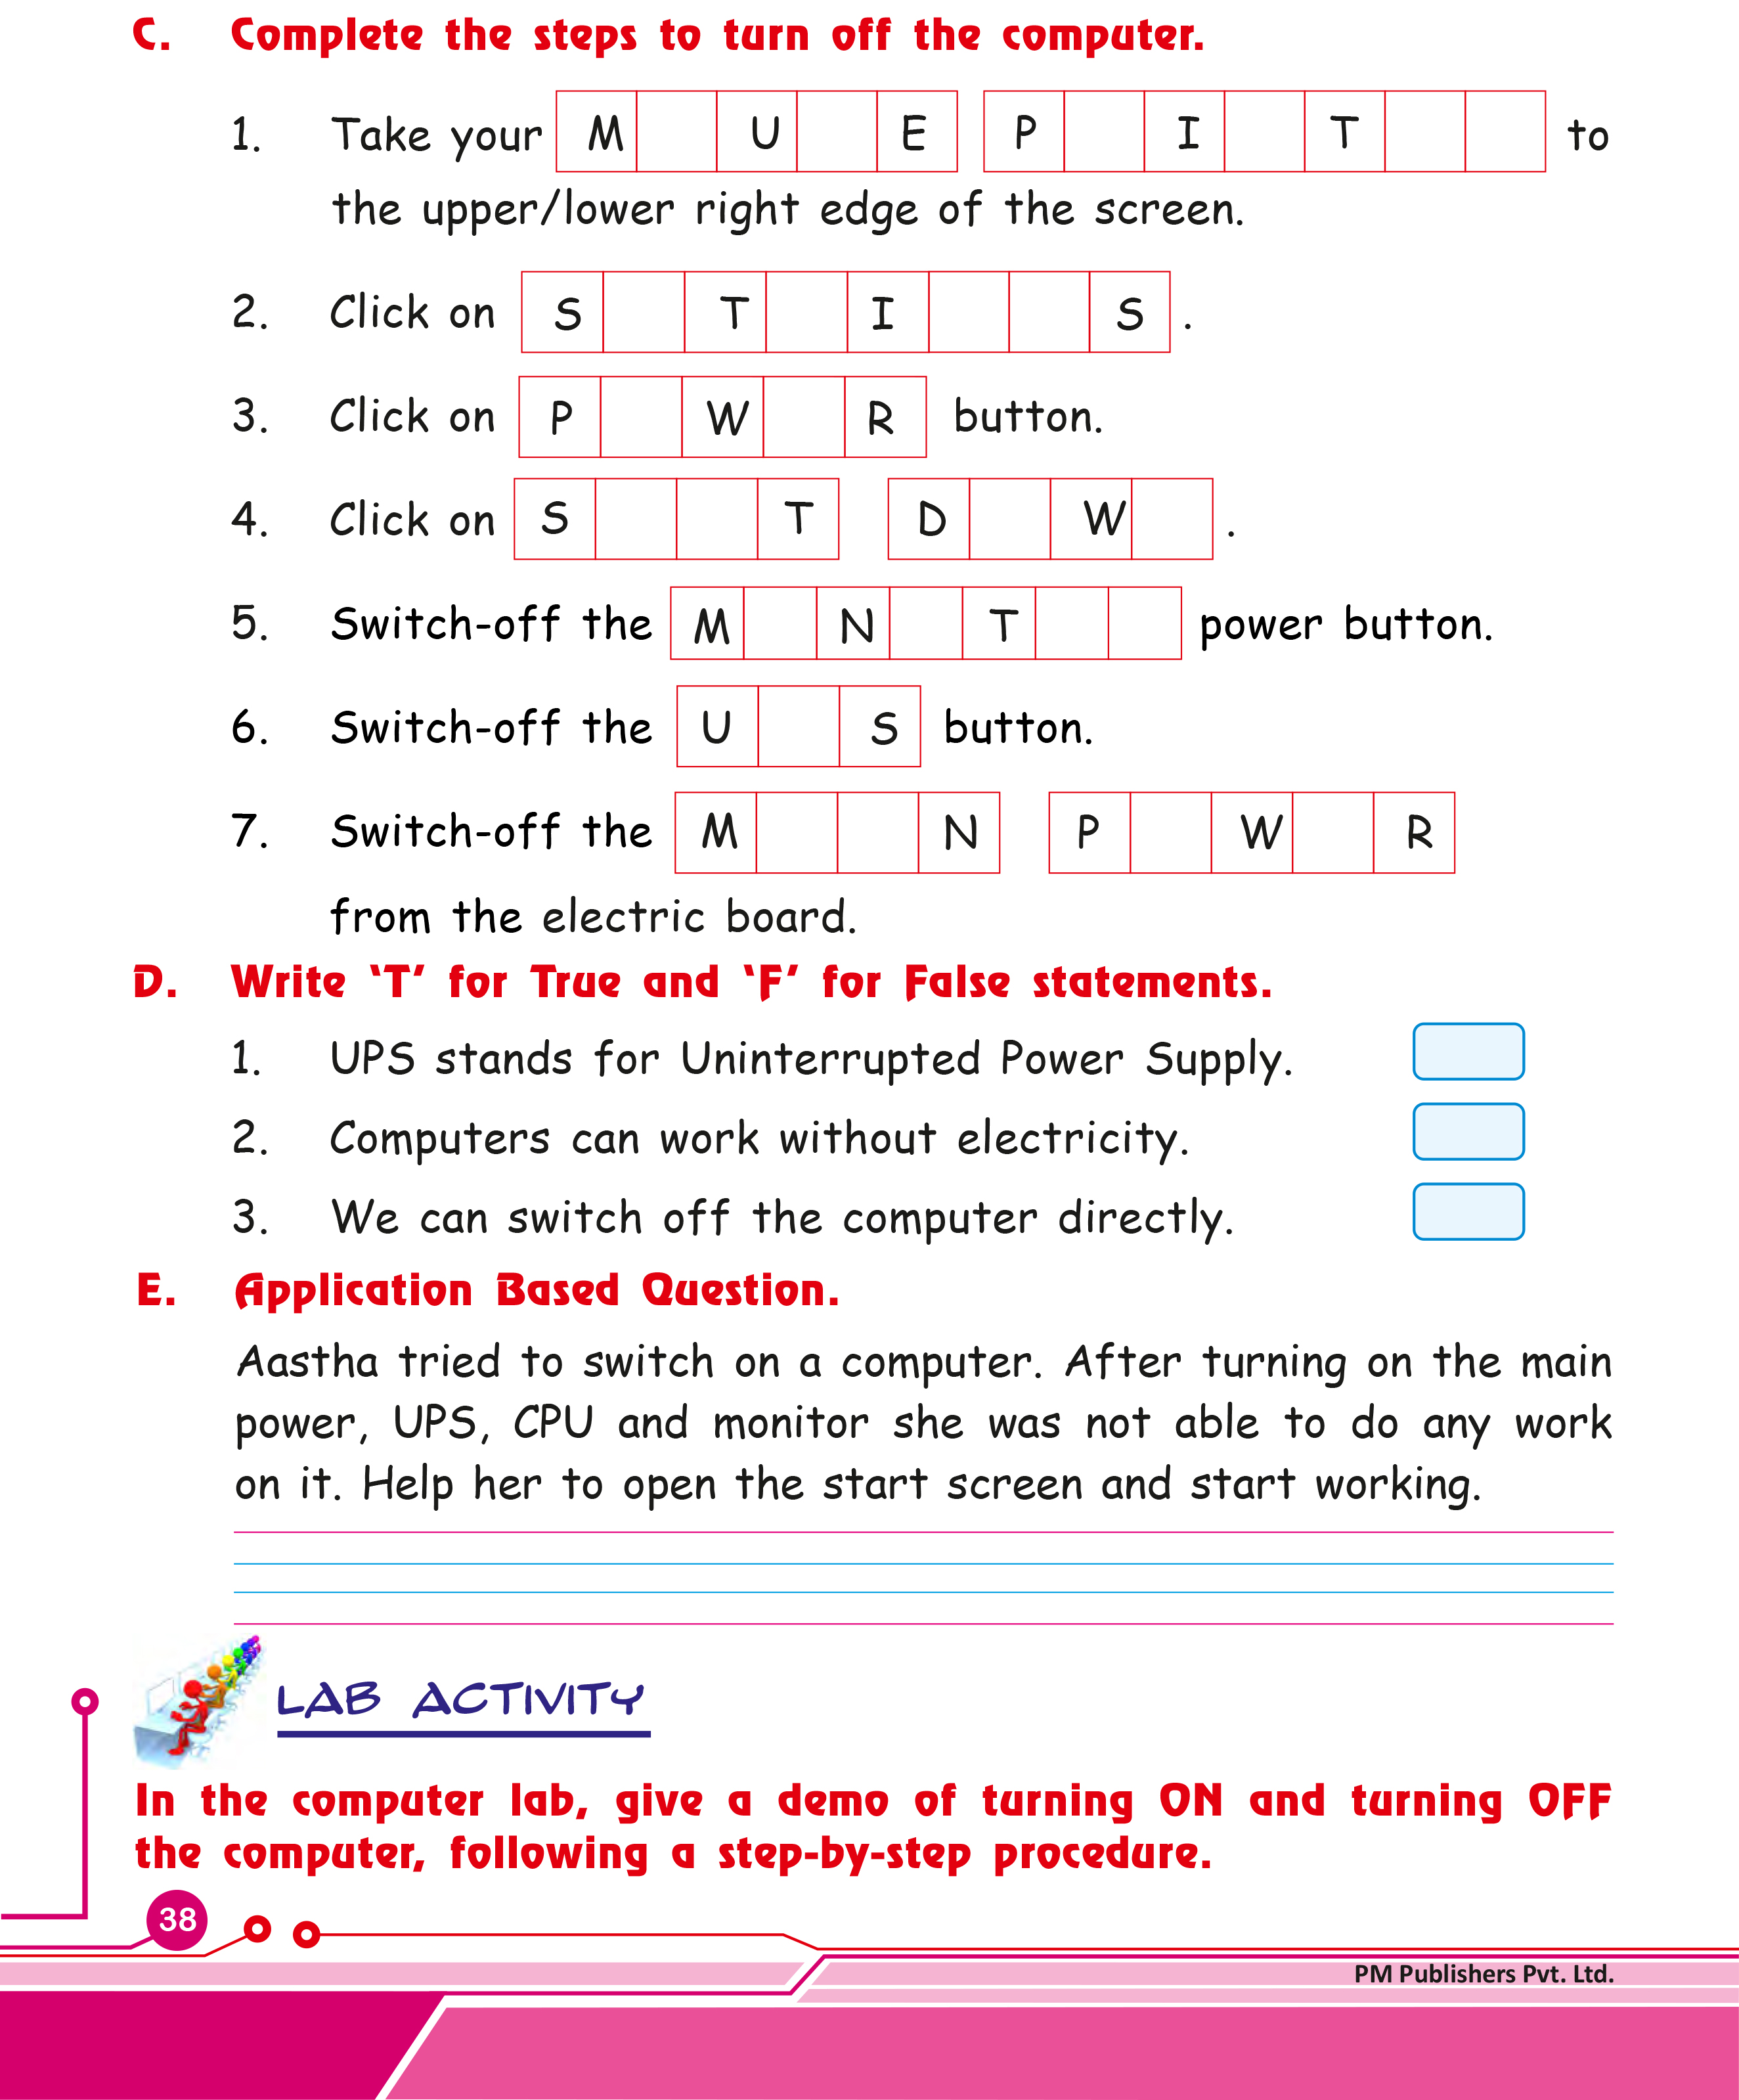 C. Complete the steps to turn off the computer.
1. Take your M U E P I T to
the upper/lower right edge of the screen.
2. Click on S T I S .
3. Click on P W R button.
4. Click on S T D W .
5. Switch-off the M N T power button.
6. Switch-off the U S button.
7. Switch-off the M N P W R
from the electric board.
D. Write ‘T’ for True and ‘F’ for False statements.
1. UPS stands for Uninterrupted Power Supply.
2. Computers can work without electricity.
3. We can switch off the computer directly.
E. Application Based Question.
Aastha tried to switch on a computer. After turning on the main
power, UPS, CPU and monitor she was not able to do any work
on it. Help her to open the start screen and start working.
LAB ACTIVITY
In the computer lab, give a demo of turning ON and turning OFF
the computer, following a step-by-step procedure.
38
PM Publishers Pvt. Ltd.